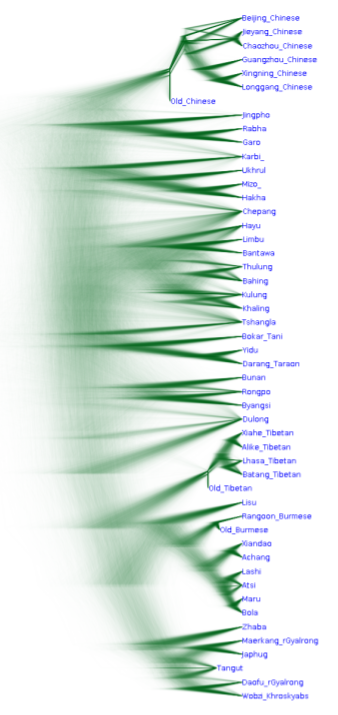 Beijing_Chinese
Jieyang_Chinese
Chaozhou_Chinese
Guangzhou_Chinese
Xingning_Chinese
Longgang_Chinese
Old_Chinese
Jingpho
Rabha
Garo
Karbi_
Ukhrul
Mizo_
Hakha
Chepang
Hayu
Limbu
Bantawa
Thulung
Bahing
Kulung
Khaling
Tshangla
Bokar_Tani
Yidu
Darang_Taraon
Bunan
Rongpo
Byangsi
Dulong
Xiahe_Tibetan
Alike_Tibetan
Lhasa_Tibetan
Batang_Tibetan
Old_Tibetan
Lisu
Rangoon_Burmese
Old_Burmese
Xiandao
Achang
Lashi
Atsi
Maru
Bola
Zhaba
Maerkang_rGyalrong
Japhug
Tangut
Daofu_rGyalrong
Wobzi_Khroskyabs